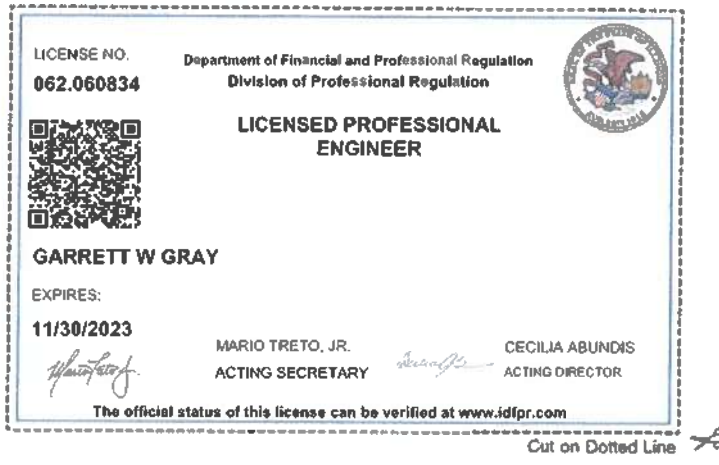 LICENSE NO.
062.060834
Department of Financial and Professional Regulation
Division of Professional Regulation
LICENSED PROFESSIONAL
ENGINEER
GARRETT W GRAY
EXPIRES:
11/30/2023
MARIO TRETO, JR.
ACTING SECRETARY
CECILIA ABUNDIS
ACTING DIRECTOR
The official status of this license can be verified at www.idfpr.com
Cut on Dotted Line